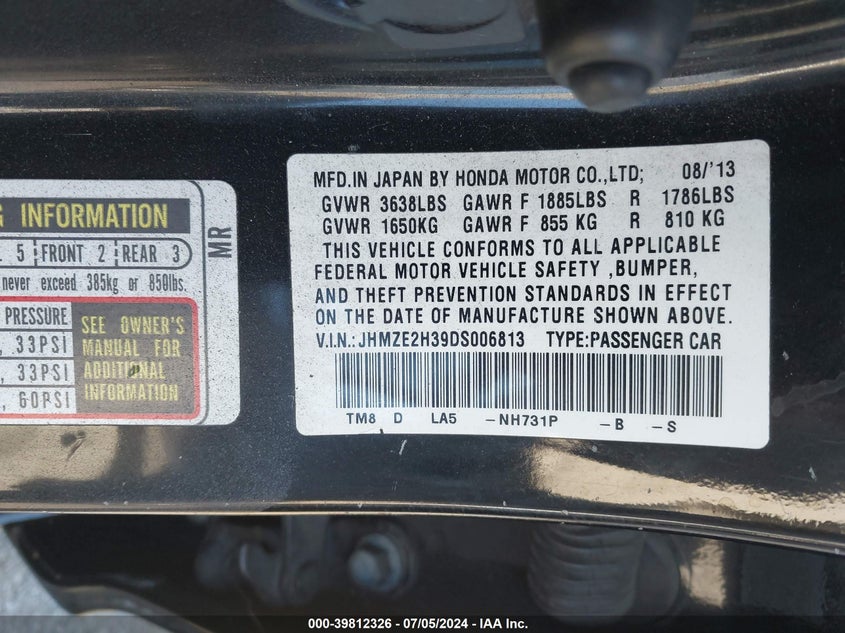 G INFORMATION
5 FRONT 2 REAR 3
never exceed 385kg or 850lbs.
PRESSURE
, 33PSI
, 33PSI
, 60PSI
SEE OWNER'S
MANUAL FOR
ADDITIONAL
INFORMATION
MR
MFD.IN JAPAN BY HONDA MOTOR CO.,LTD; 08/'13
GVWR 3638LBS GAWR F 1885LBS R 1786LBS
GVWR 1650KG GAWR F 855 KG R 810 KG
THIS VEHICLE CONFORMS TO ALL APPLICABLE
FEDERAL MOTOR VEHICLE SAFETY ,BUMPER,
AND THEFT PREVENTION STANDARDS IN EFFECT
ON THE DATE OF MANUFACTURE SHOWN ABOVE.
V.I.N.:JHMZE2H39DS006813 TYPE:PASSENGER CAR
TM8 D LA5 -NH731P -B -S
000-39812326 - 07/05/2024 - IAA Inc.